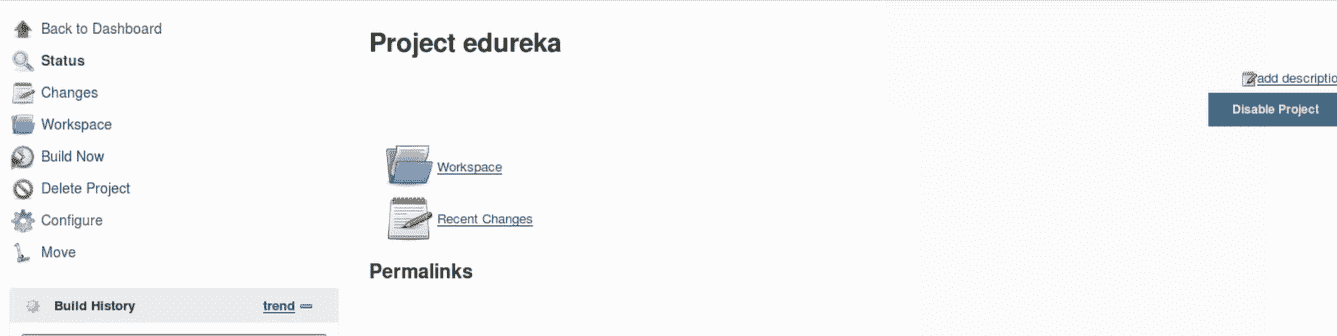 Back to Dashboard
Status
Changes
Workspace
Build Now
Delete Project
Configure
Move
Build History trend
Project edureka
add descriptio
Disable Project
Workspace
Recent Changes
Permalinks